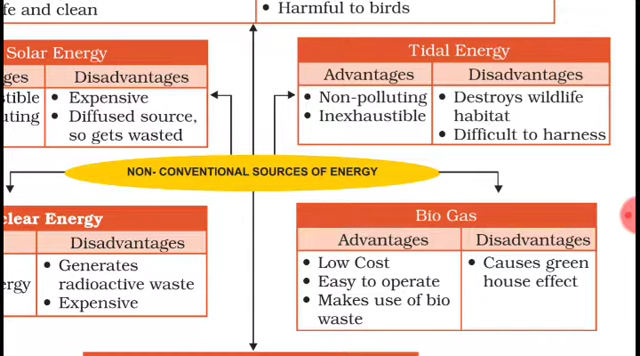 fe and clean
• Harmful to birds
Solar Energy
ges
Disadvantages
stible
uting
• Expensive
• Diffused source,
so gets wasted
Tidal Energy
Advantages
Disadvantages
• Non-polluting
• Inexhaustible
• Destroys wildlife
habitat
• Difficult to harness
NON- CONVENTIONAL SOURCES OF ENERGY
clear Energy
Disadvantages
ergy
• Generates
radioactive waste
• Expensive
Bio Gas
Advantages
Disadvantages
• Low Cost
• Easy to operate
• Makes use of bio
waste
• Causes green
house effect